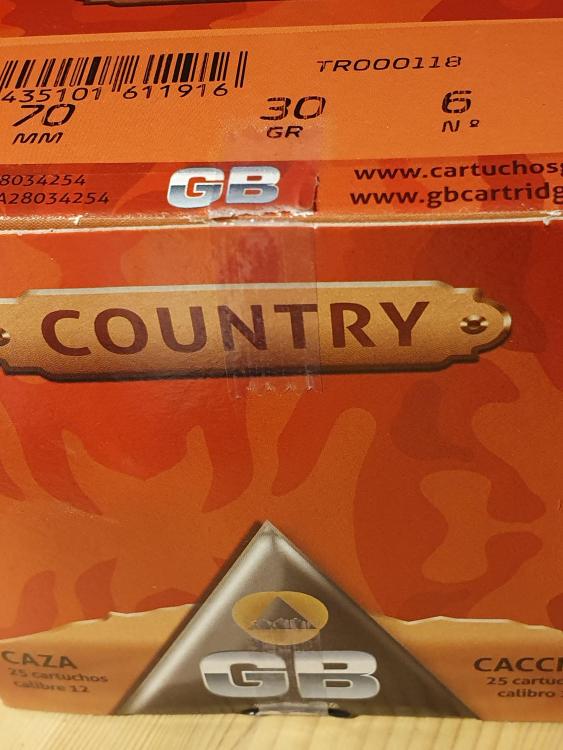 435101 611916
TR000118
70
MM
30
GR
6
Nº
8034254
A28034254
GB
www.cartuchosg
www.gbcartridg
COUNTRY
GB
CAZA
25 cartuchos
calibre 12
CACCI
25 cartuc
calibro